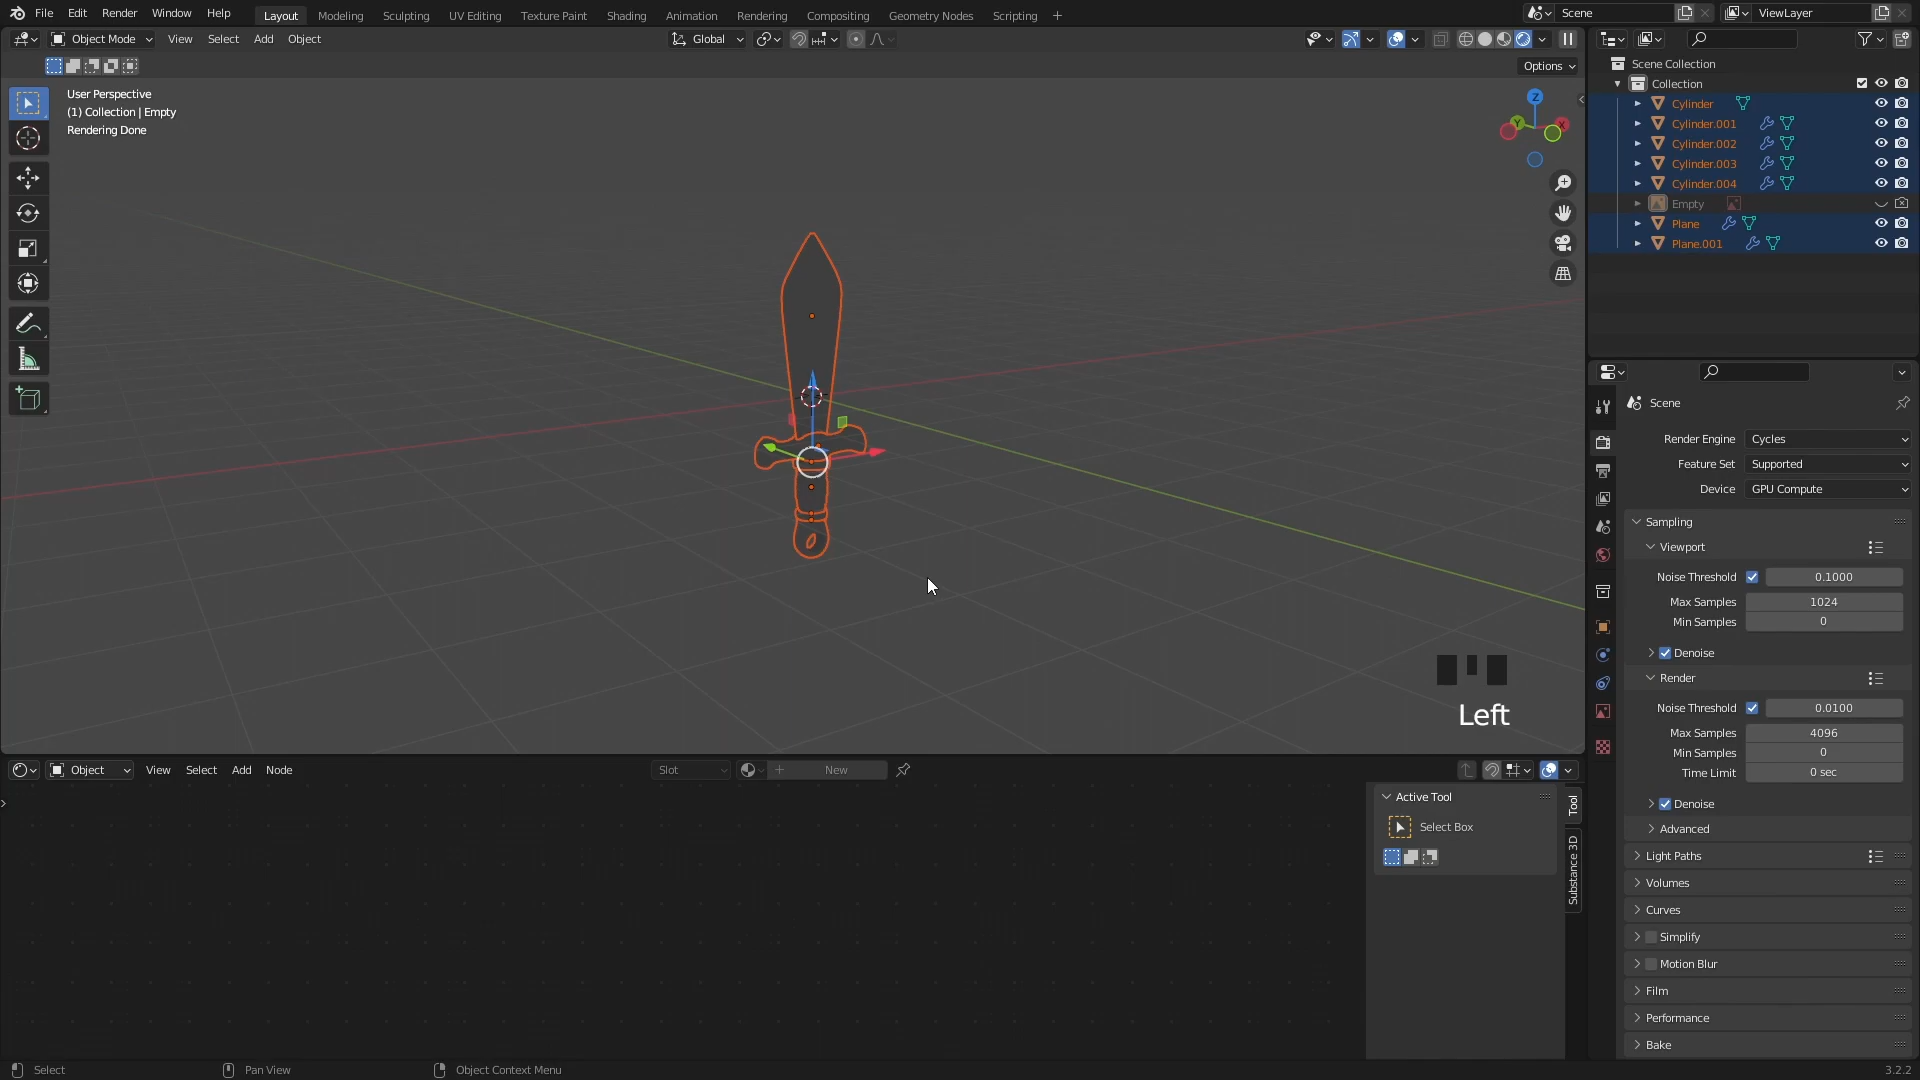 File Edit Render Window Help
Layout Modeling Sculpting UV Editing Texture Paint Shading Animation Rendering Compositing Geometry Nodes Scripting +
Scene
ViewLayer
Object Mode View Select Add Object
Global
Options
User Perspective
(1) Collection | Empty
Rendering Done
Z
Y
X
Left
Scene Collection
Collection
Cylinder
Cylinder.001
Cylinder.002
Cylinder.003
Cylinder.004
Empty
Plane
Plane.001
Scene
Render Engine Cycles
Feature Set Supported
Device GPU Compute
Sampling
Viewport
Noise Threshold 0.1000
Max Samples 1024
Min Samples 0
Denoise
Render
Noise Threshold 0.0100
Max Samples 4096
Min Samples 0
Time Limit 0 sec
Denoise
Advanced
Light Paths
Volumes
Curves
Simplify
Motion Blur
Film
Performance
Bake
Object View Select Add Node
Slot
New
Active Tool
Select Box
Tool
Substance 3D
Select
Pan View
Object Context Menu
3.2.2